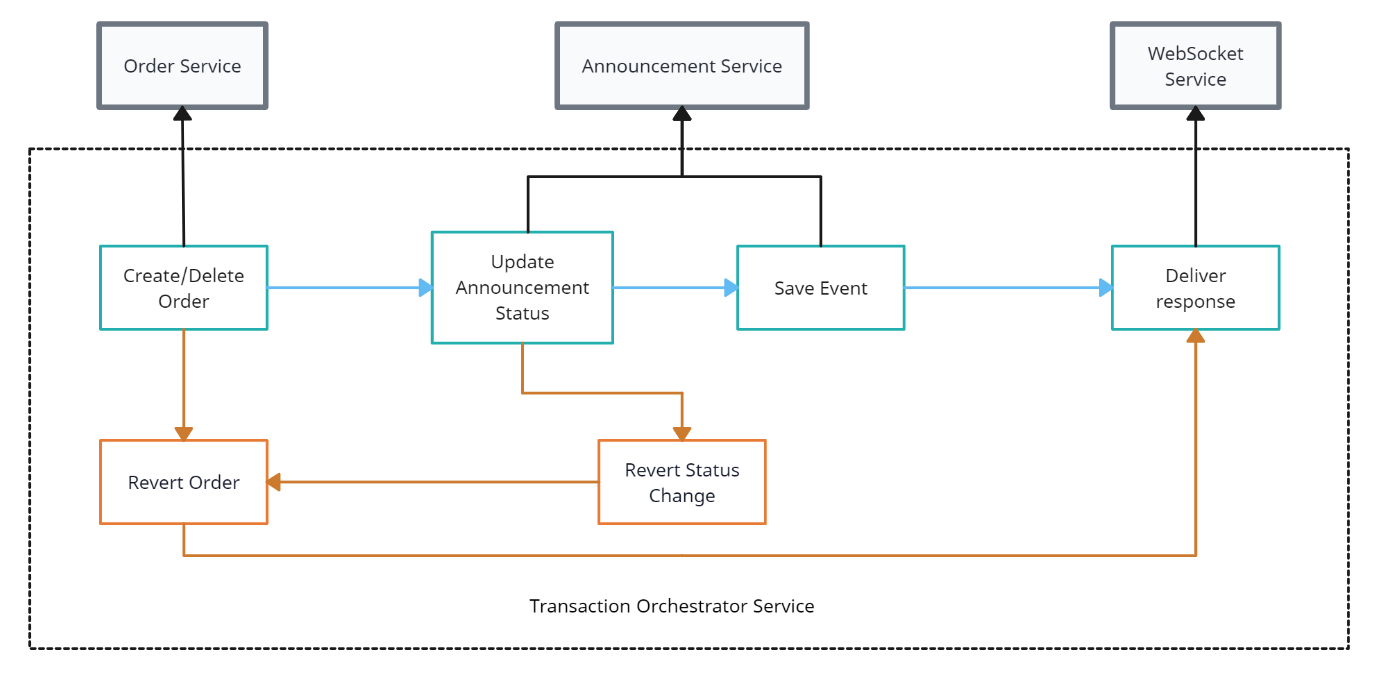 Order Service
Announcement Service
WebSocket
Service
Create/Delete
Order
Update
Announcement
Status
Save Event
Deliver
response
Revert Order
Revert Status
Change
Transaction Orchestrator Service